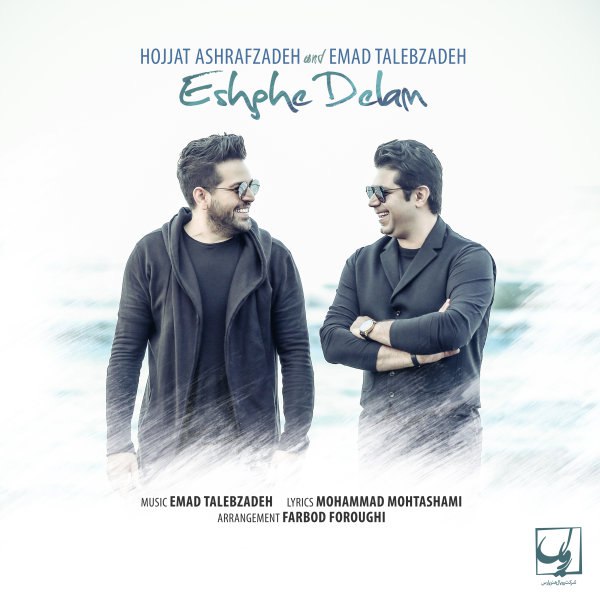 HOJJAT ASHRAFZADEH and EMAD TALEBZADEH
Eshghe Delam
MUSIC EMAD TALEBZADEH LYRICS MOHAMMAD MOHTASHAMI
ARRANGEMENT FARBOD FOROUGHI